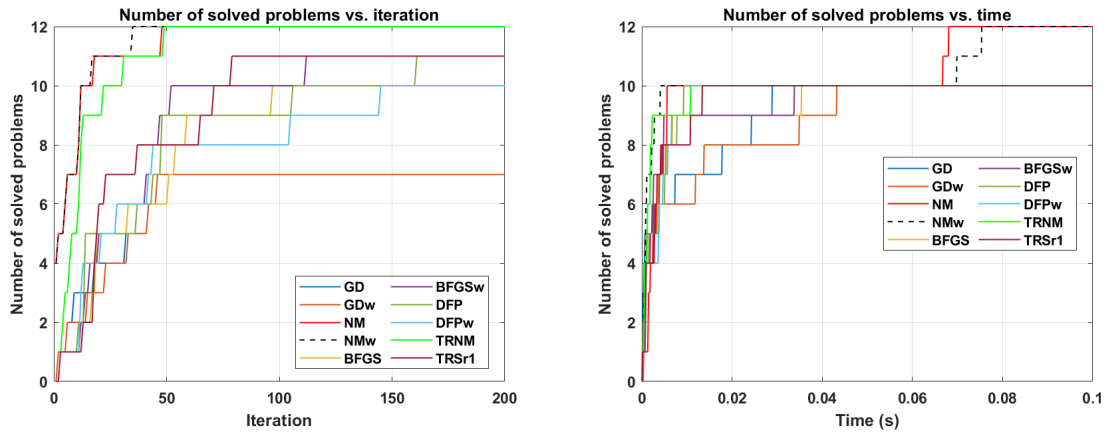 Number of solved problems vs. iteration
Number of solved problems
12
10
8
6
4
2
0
0 50 100 150 200
Iteration
GD BFGSw
GDw DFP
NM DFPw
NMw TRNM
BFGS TRSr1
Number of solved problems vs. time
Number of solved problems
12
10
8
6
4
2
0
0 0.02 0.04 0.06 0.08 0.1
Time (s)
GD BFGSw
GDw DFP
NM DFPw
NMw TRNM
BFGS TRSr1